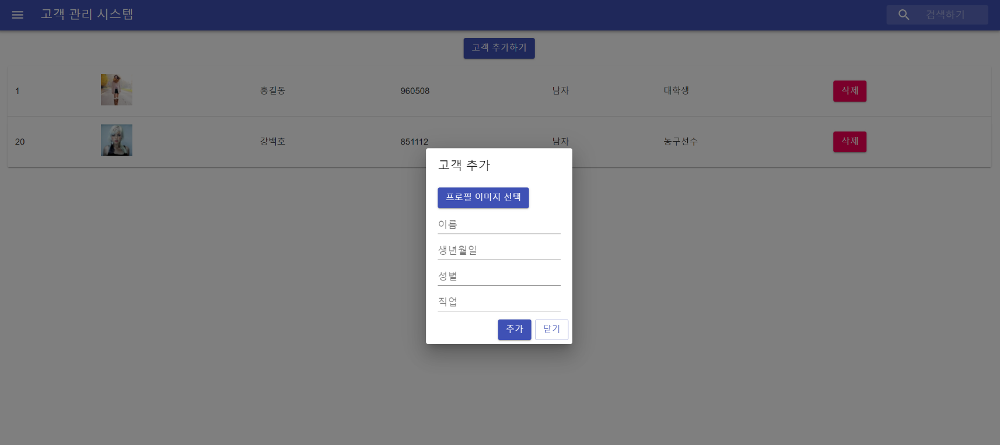 고객 관리 시스템
검색하기
고객 추가하기
1 홍길동 960508 남자 대학생 삭제
20 강백호 851112 남자 농구선수 삭제
고객 추가
프로필 이미지 선택
이름
생년월일
성별
직업
추가 닫기